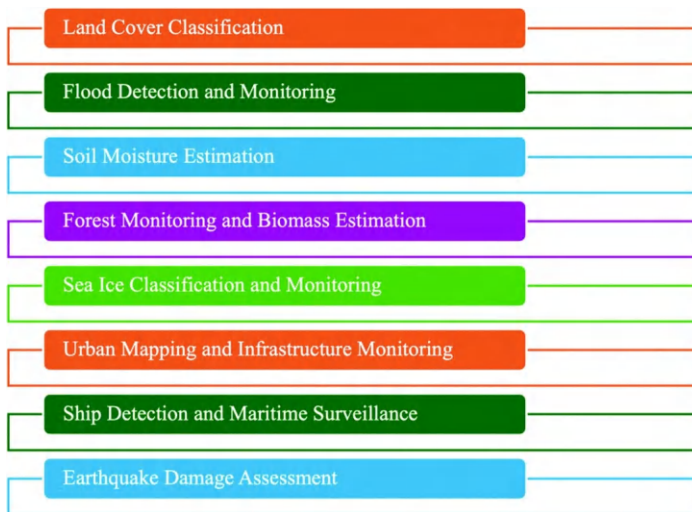 Land Cover Classification
Flood Detection and Monitoring
Soil Moisture Estimation
Forest Monitoring and Biomass Estimation
Sea Ice Classification and Monitoring
Urban Mapping and Infrastructure Monitoring
Ship Detection and Maritime Surveillance
Earthquake Damage Assessment